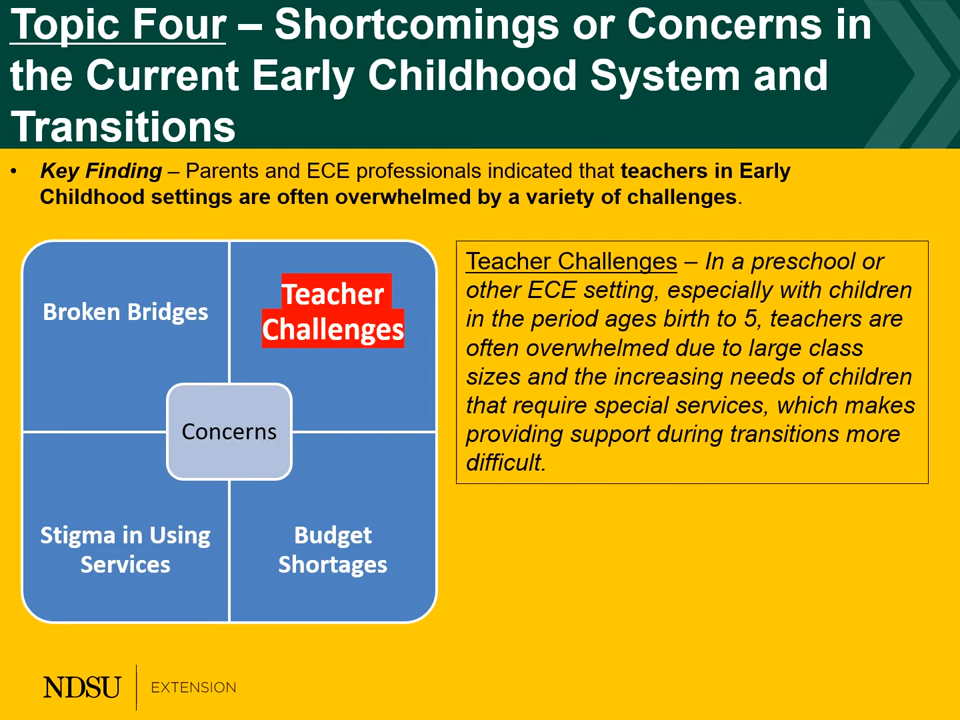 Topic Four – Shortcomings or Concerns in
the Current Early Childhood System and
Transitions
• Key Finding – Parents and ECE professionals indicated that teachers in Early
Childhood settings are often overwhelmed by a variety of challenges.
Broken Bridges
Teacher
Challenges
Concerns
Stigma in Using
Services
Budget
Shortages
Teacher Challenges – In a preschool or
other ECE setting, especially with children
in the period ages birth to 5, teachers are
often overwhelmed due to large class
sizes and the increasing needs of children
that require special services, which makes
providing support during transitions more
difficult.
NDSU
EXTENSION